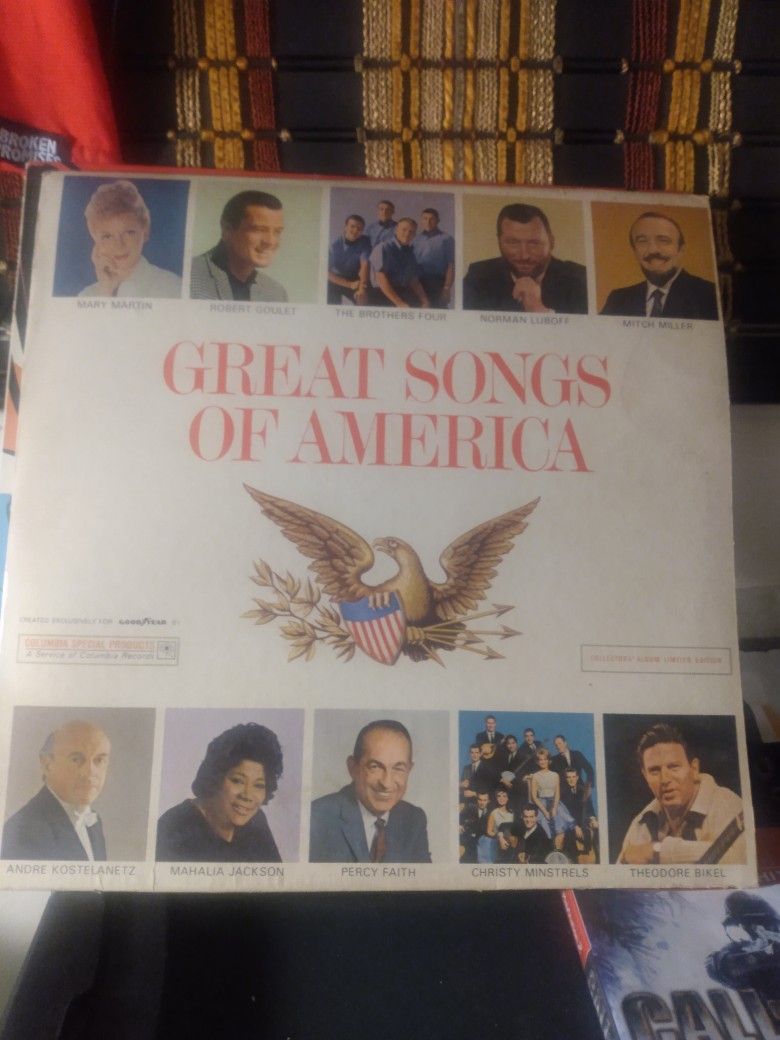 BROKEN
PROMISES
MARY MARTIN
ROBERT GOULET
THE BROTHERS FOUR
NORMAN LUBOFF
MITCH MILLER
GREAT SONGS
OF AMERICA
CREATED EXCLUSIVELY FOR GOODYEAR BY
COLUMBIA SPECIAL PRODUCTS
A Service of Columbia Records
COLLECTORS' ALBUM LIMITED EDITION
ANDRE KOSTELANETZ
MAHALIA JACKSON
PERCY FAITH
CHRISTY MINSTRELS
THEODORE BIKEL
CALL